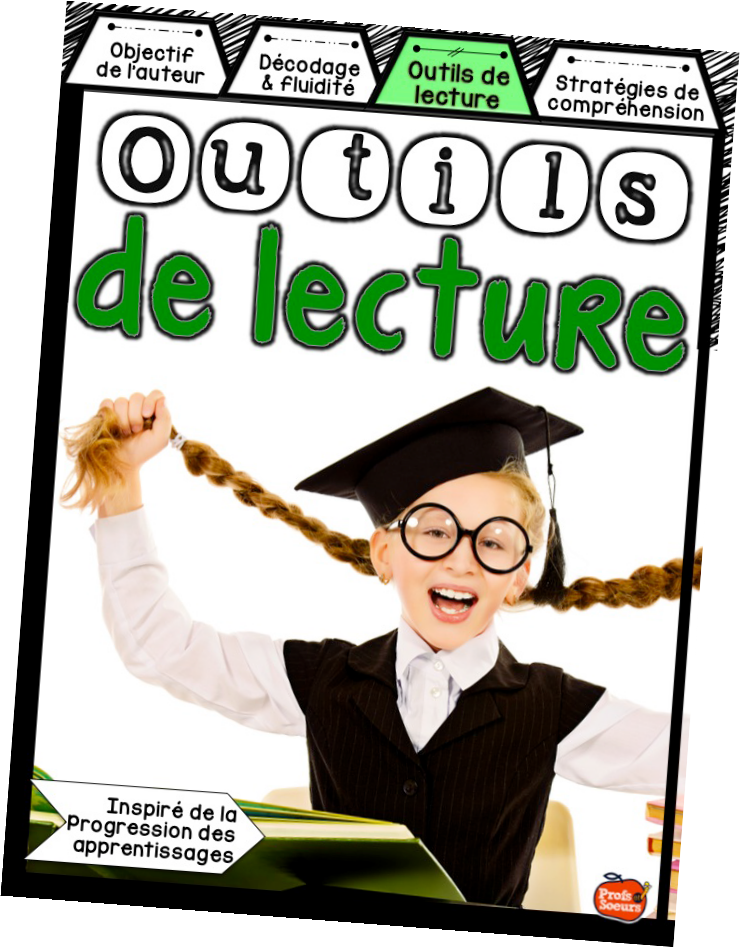 Objectif
de l'auteur
Décodage
& fluidité
Outils de
lecture
Stratégies de
compréhension
Outils
de lecture
Inspiré de la
Progression des
apprentissages
Profs
Soeurs